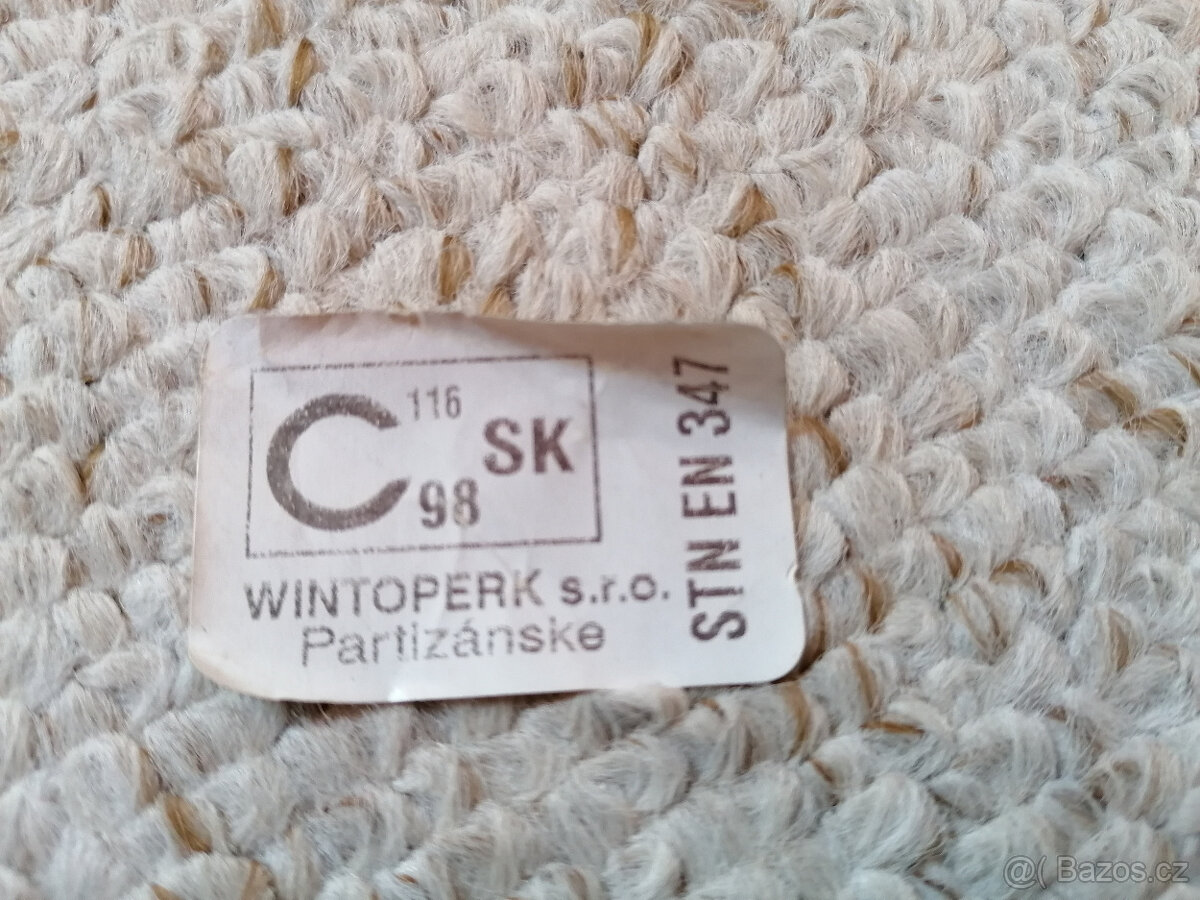 C 116 98 SK
WINTOPERK s.r.o.
Partizánske
STN EN 347
@( Bazos.cz